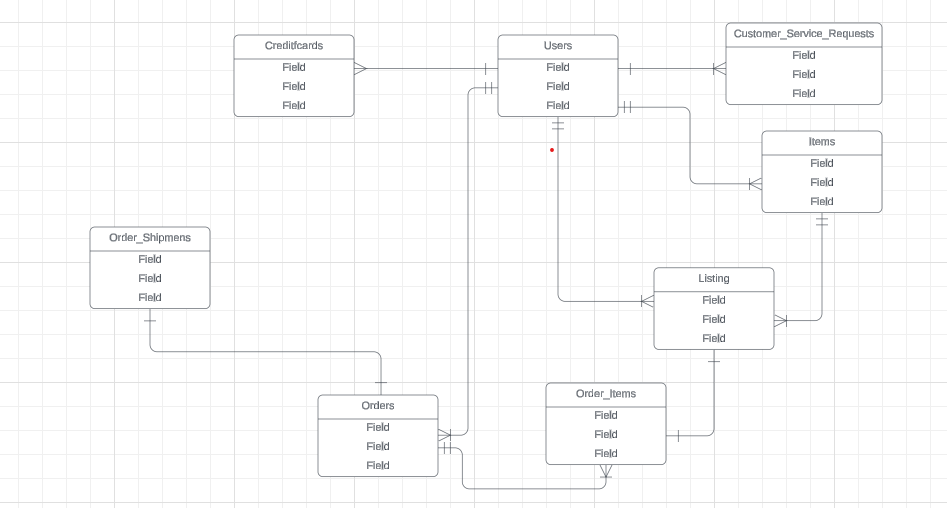 Creditfcards
Field
Field
Field
Users
Field
Field
Field
Customer_Service_Requests
Field
Field
Field
Items
Field
Field
Field
Order_Shipmens
Field
Field
Field
Listing
Field
Field
Field
Orders
Field
Field
Field
Order_Items
Field
Field
Field